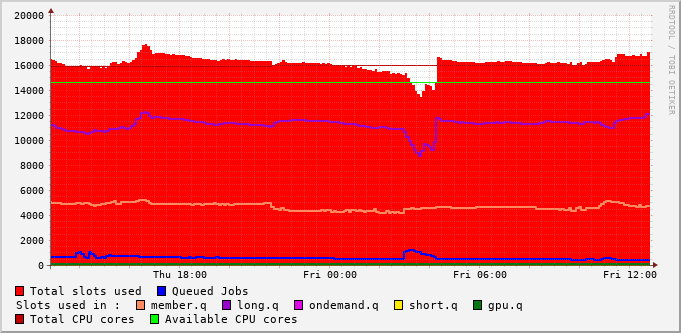 RRDTOOL / TOBI OETIKER
20000
18000
16000
14000
12000
10000
8000
6000
4000
2000
0
Thu 18:00 Fri 00:00 Fri 06:00 Fri 12:00
Total slots used Queued Jobs
Slots used in : member.q long.q ondemand.q short.q gpu.q
Total CPU cores Available CPU cores